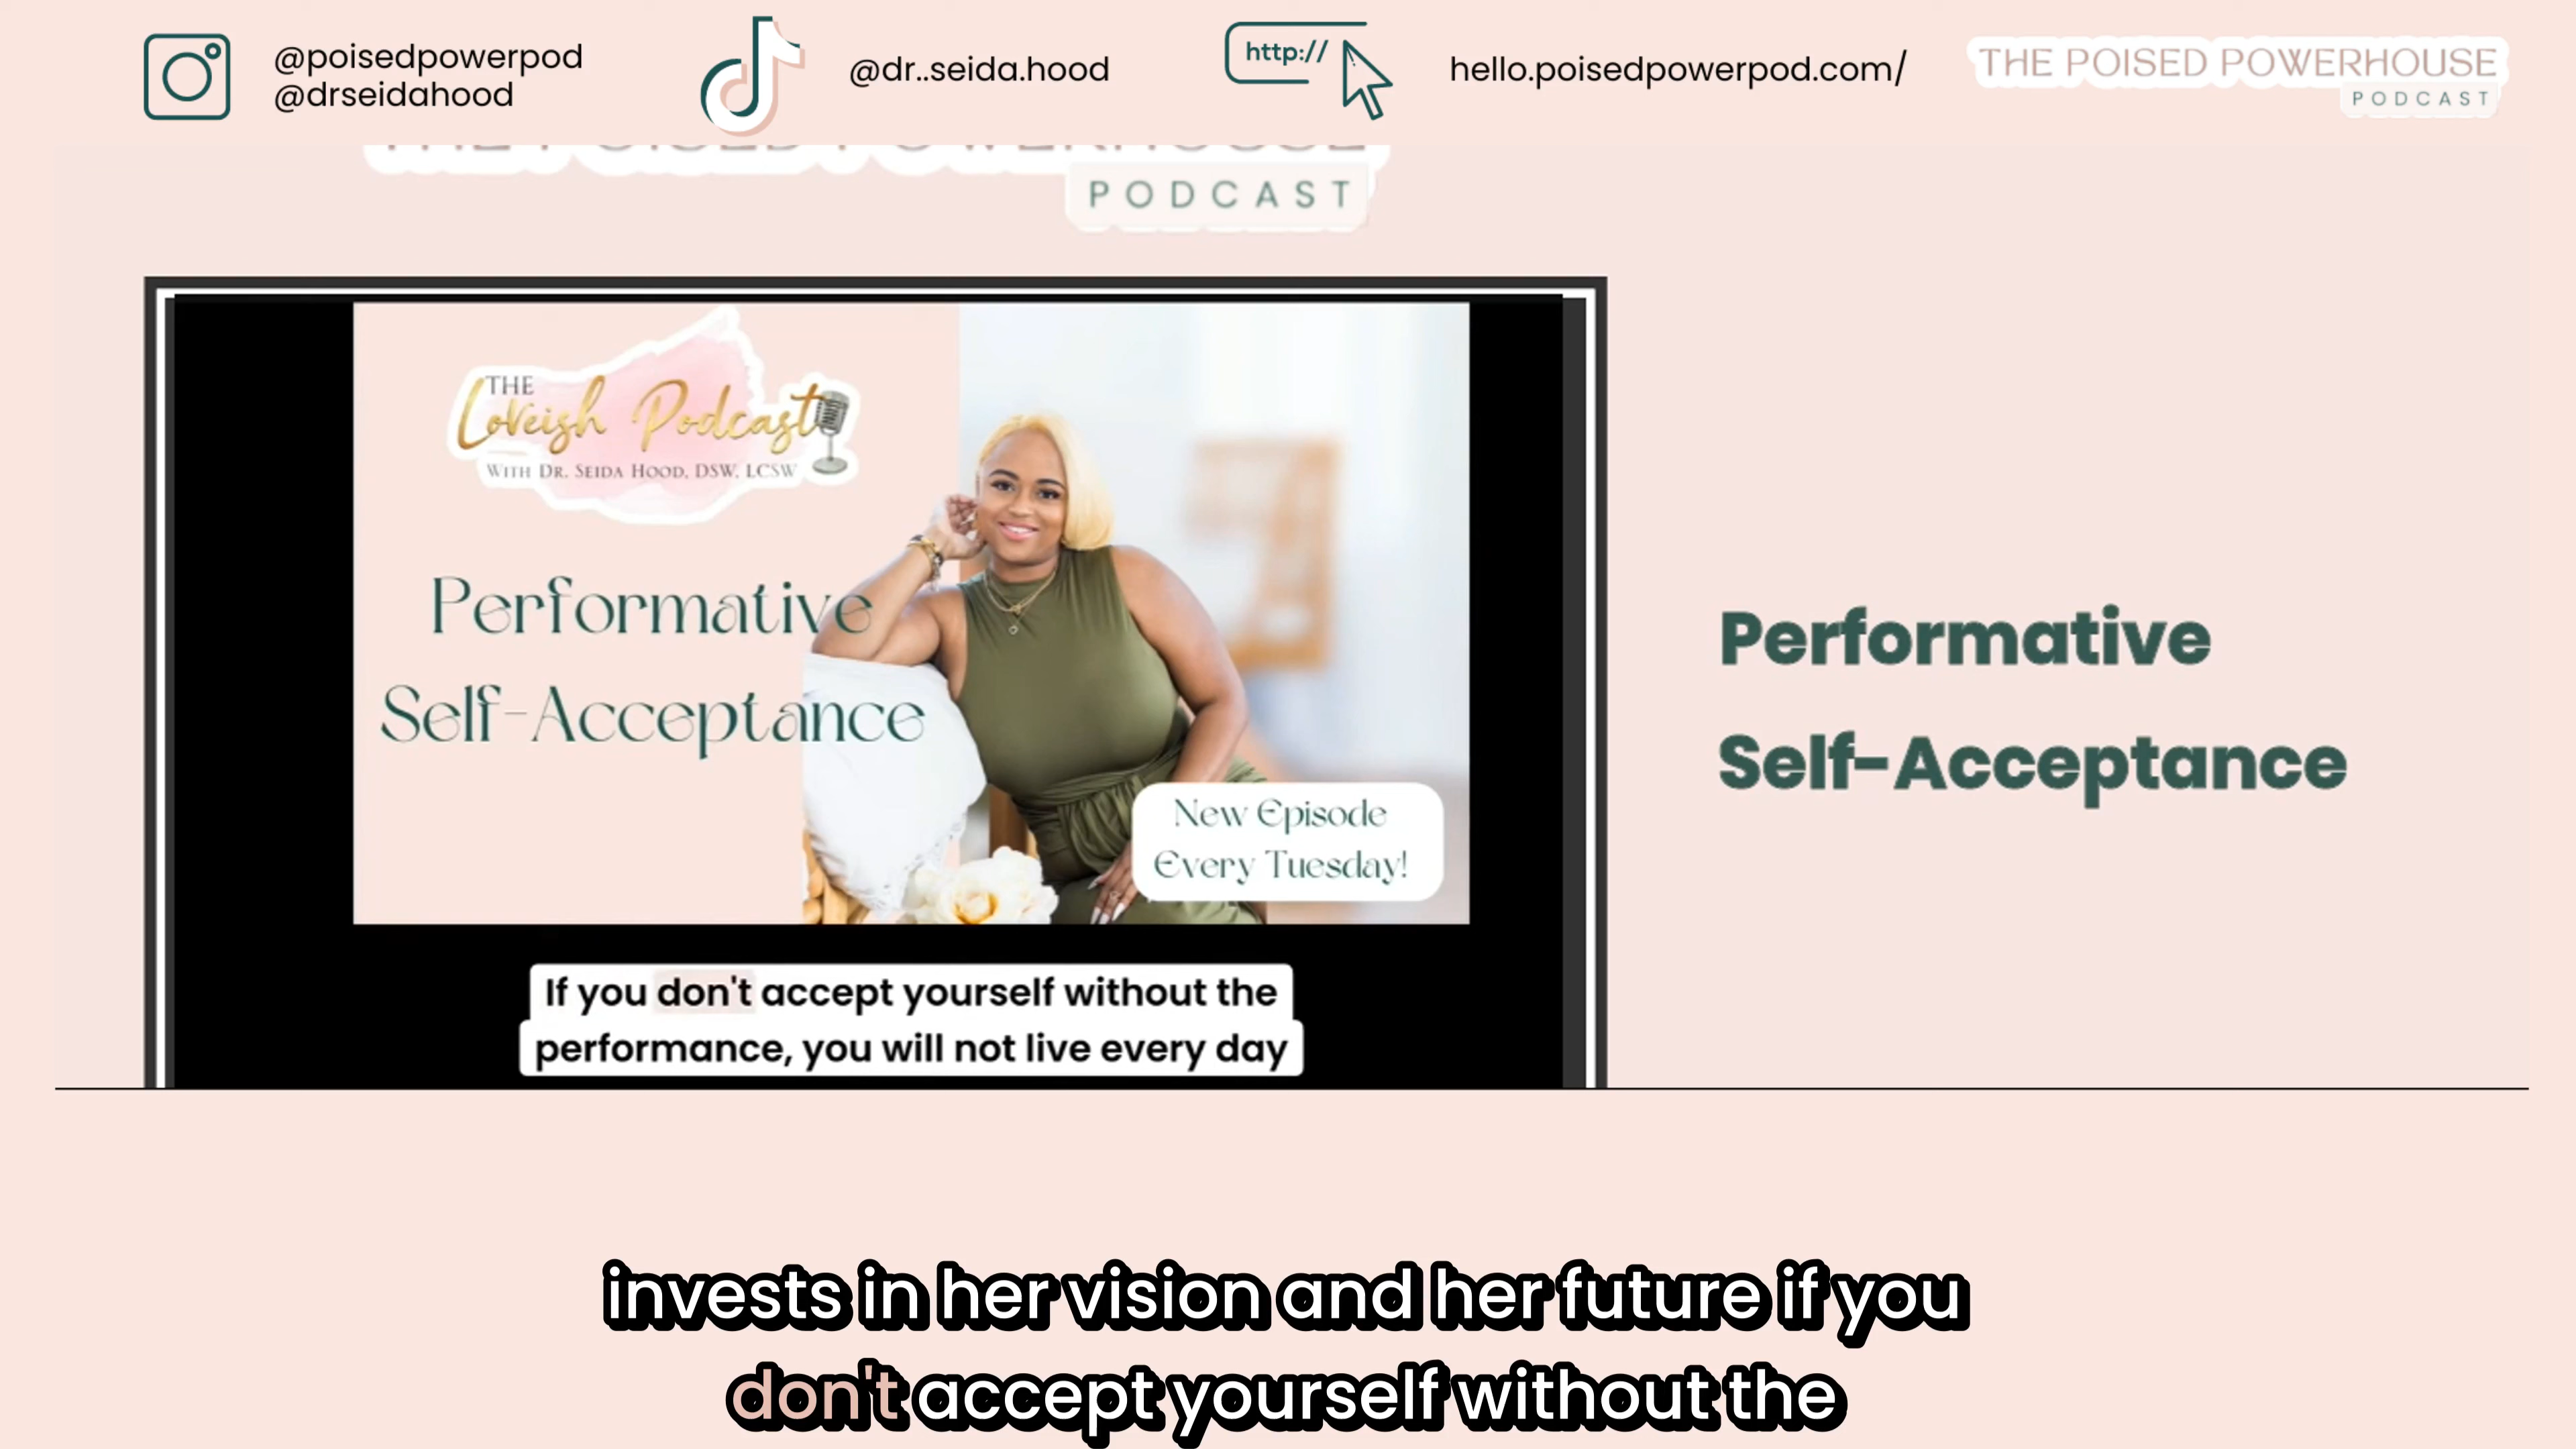 @poisedpowerpod
@drseidahood
@dr..seida.hood
http://
hello.poisedpowerpod.com/
THE POISED POWERHOUSE
PODCAST
THE POISED POWERHOUSE
PODCAST
THE
Loveish Podcast
WITH DR. SEIDA HOOD, DSW, LCSW
Performative
Self-Acceptance
New Episode
Every Tuesday!
Performative
Self-Acceptance
If you don't accept yourself without the
performance, you will not live every day
invests in her vision and her future if you
don't accept yourself without the